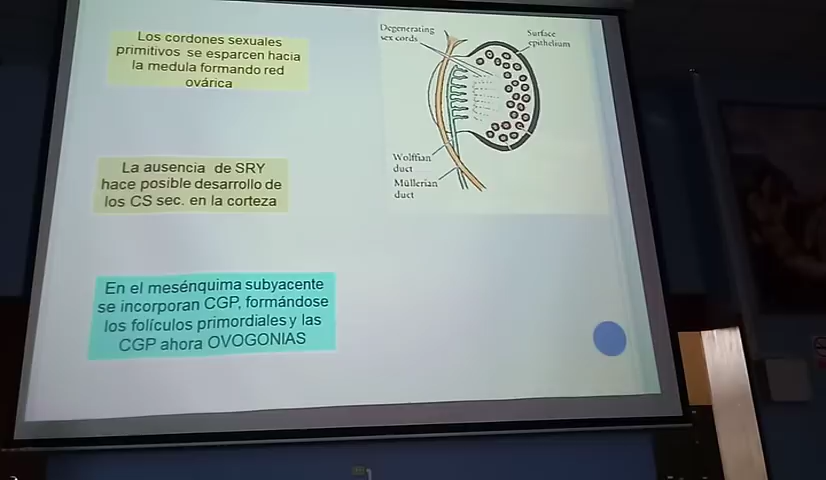 Los cordones sexuales
primitivos se esparcen hacia
la medula formando red
ovárica
Degenerating
sex cords
Surface
epithelium
Wolffian
duct
Müllerian
duct
La ausencia de SRY
hace posible desarrollo de
los CS sec. en la corteza
En el mesénquima subyacente
se incorporan CGP, formándose
los folículos primordiales y las
CGP ahora OVOGONIAS